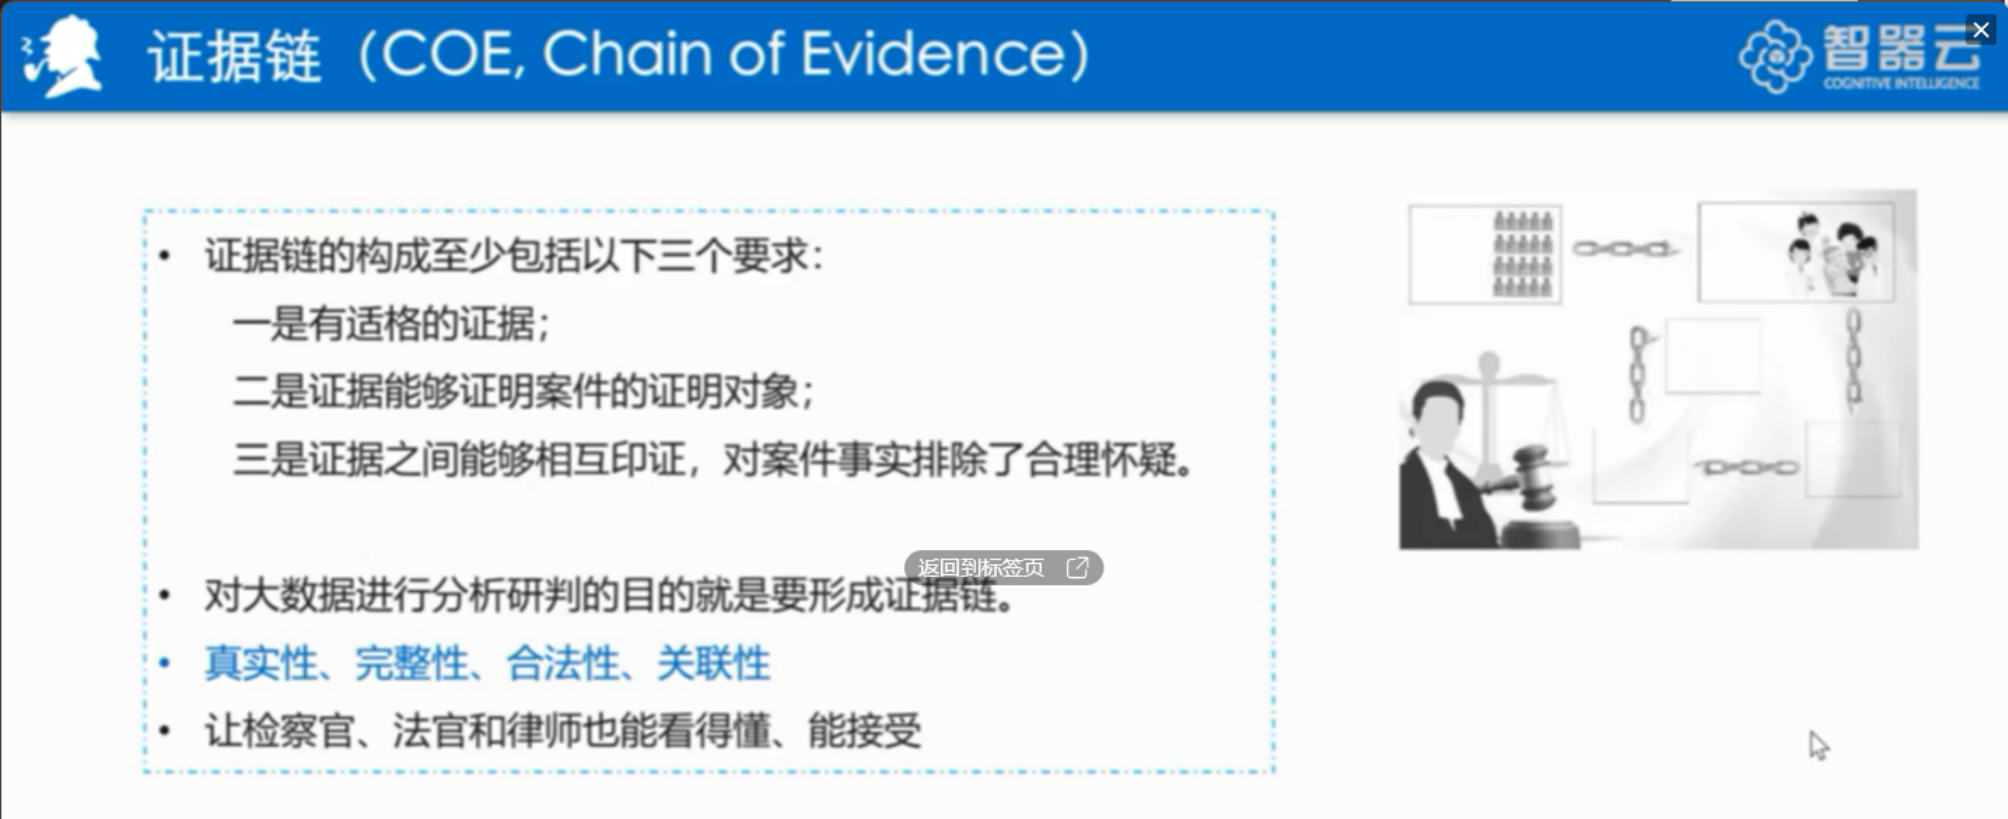 证据链（COE, Chain of Evidence）
智器云
COGNITIVE INTELLIGENCE
• 证据链的构成至少包括以下三个要求：
一是有适格的证据；
二是证据能够证明案件的证明对象；
三是证据之间能够相互印证，对案件事实排除了合理怀疑。
返回到标签页
• 对大数据进行分析研判的目的就是要形成证据链。
• 真实性、完整性、合法性、关联性
• 让检察官、法官和律师也能看得懂、能接受